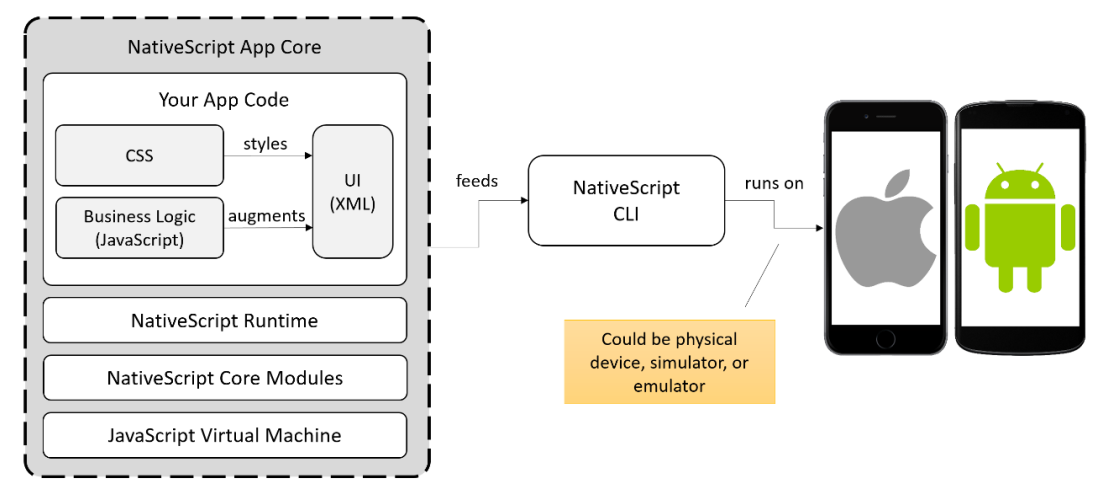 NativeScript App Core
Your App Code
CSS
styles
UI
(XML)
Business Logic
(JavaScript)
augments
NativeScript Runtime
NativeScript Core Modules
JavaScript Virtual Machine
feeds
NativeScript
CLI
runs on
Could be physical
device, simulator, or
emulator